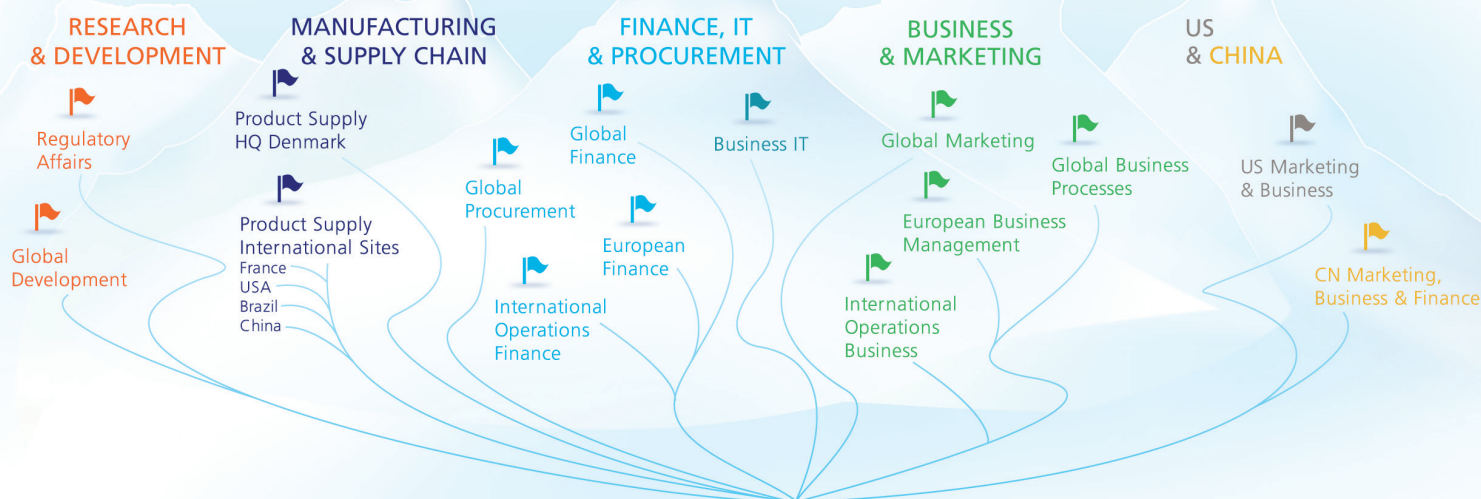 RESEARCH
& DEVELOPMENT
Regulatory
Affairs
Global
Development
MANUFACTURING
& SUPPLY CHAIN
Product Supply
HQ Denmark
Product Supply
International Sites
France
USA
Brazil
China
FINANCE, IT
& PROCUREMENT
Global
Procurement
Global
Finance
Business IT
European
Finance
International
Operations
Finance
BUSINESS
& MARKETING
Global Marketing
Global Business
Processes
European Business
Management
International
Operations
Business
US
& CHINA
US Marketing
& Business
CN Marketing,
Business & Finance